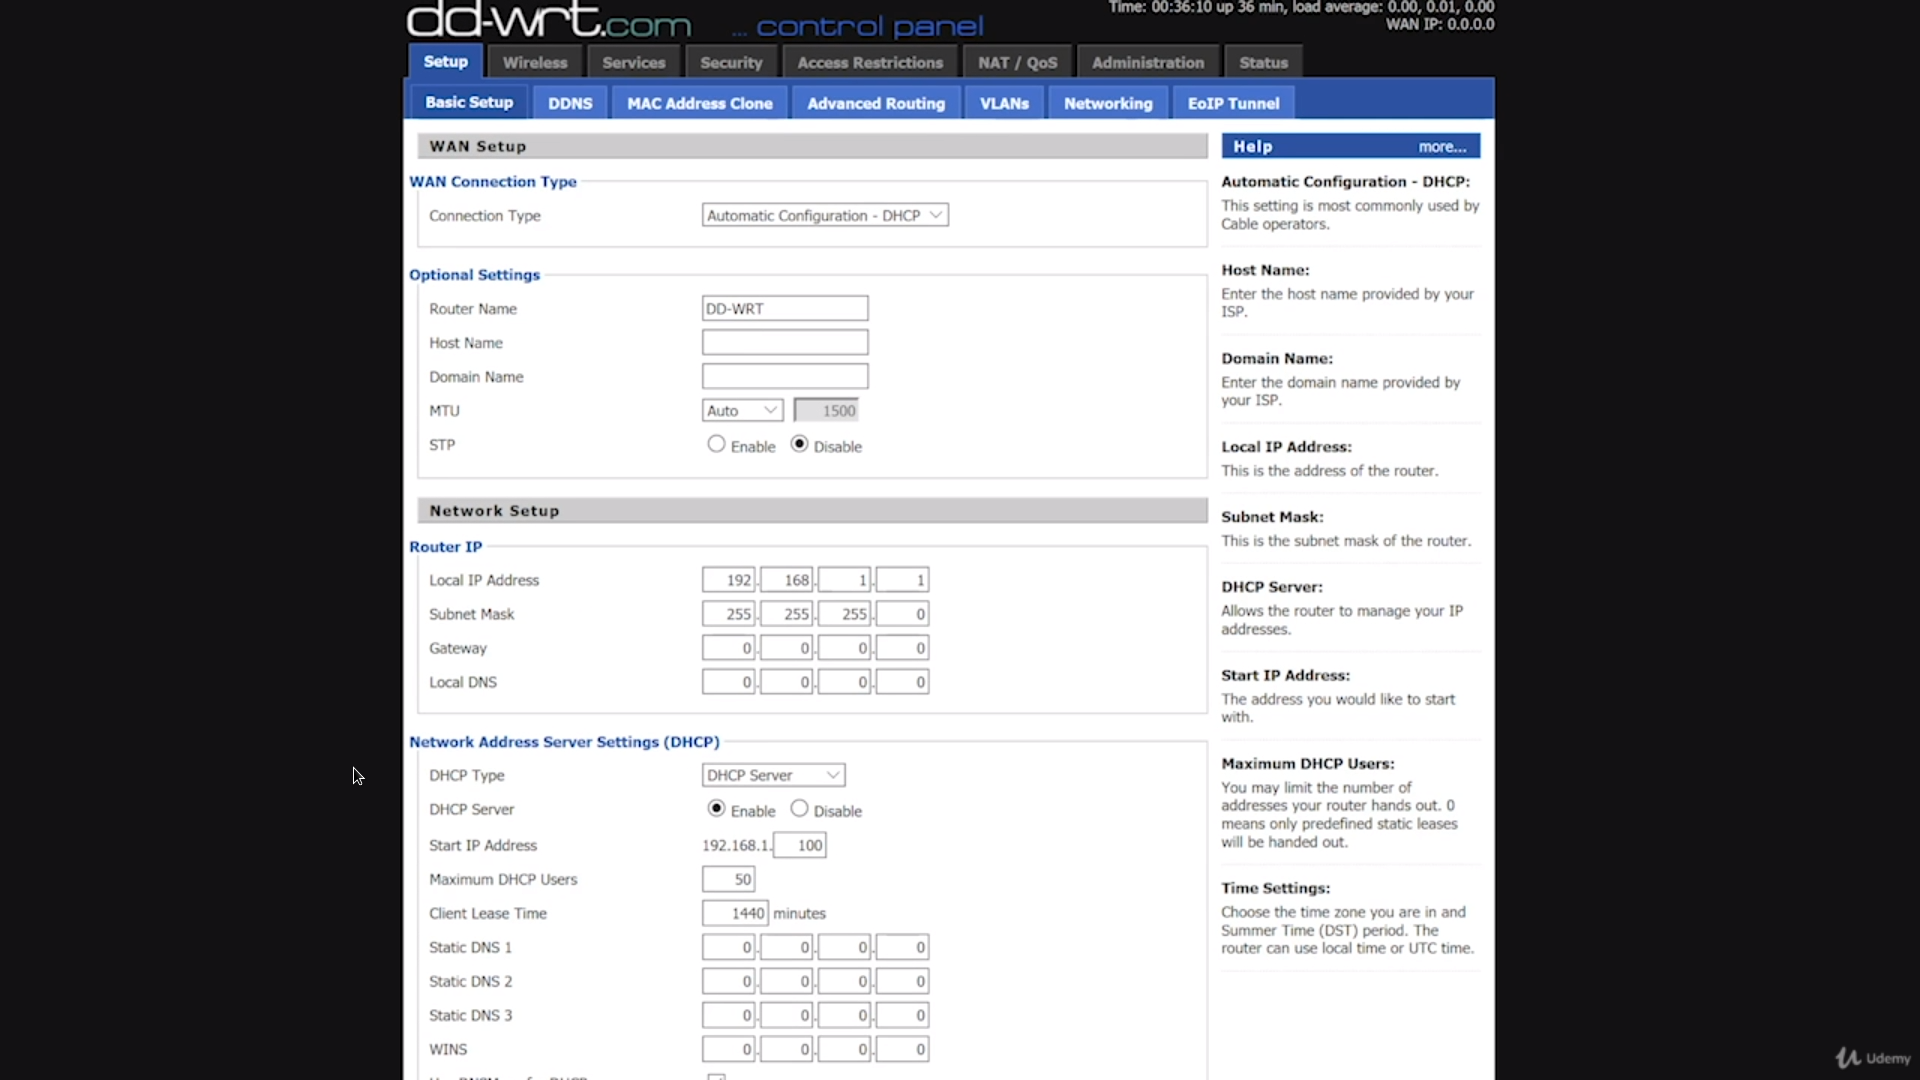 dd-wrt.com ... control panel
Time: 00:36:10 up 36 min, load average: 0.00, 0.01, 0.00
WAN IP: 0.0.0.0
Setup Wireless Services Security Access Restrictions NAT / QoS Administration Status
Basic Setup DDNS MAC Address Clone Advanced Routing VLANs Networking EoIP Tunnel
WAN Setup
WAN Connection Type
Connection Type Automatic Configuration - DHCP
Optional Settings
Router Name DD-WRT
Host Name
Domain Name
MTU Auto 1500
STP Enable Disable
Network Setup
Router IP
Local IP Address 192. 168. 1. 1
Subnet Mask 255. 255. 255. 0
Gateway 0. 0. 0. 0
Local DNS 0. 0. 0. 0
Network Address Server Settings (DHCP)
DHCP Type DHCP Server
DHCP Server Enable Disable
Start IP Address 192.168.1. 100
Maximum DHCP Users 50
Client Lease Time 1440 minutes
Static DNS 1 0. 0. 0. 0
Static DNS 2 0. 0. 0. 0
Static DNS 3 0. 0. 0. 0
WINS 0. 0. 0. 0
Help more...
Automatic Configuration - DHCP:
This setting is most commonly used by
Cable operators.
Host Name:
Enter the host name provided by your
ISP.
Domain Name:
Enter the domain name provided by
your ISP.
Local IP Address:
This is the address of the router.
Subnet Mask:
This is the subnet mask of the router.
DHCP Server:
Allows the router to manage your IP
addresses.
Start IP Address:
The address you would like to start
with.
Maximum DHCP Users:
You may limit the number of
addresses your router hands out. 0
means only predefined static leases
will be handed out.
Time Settings:
Choose the time zone you are in and
Summer Time (DST) period. The
router can use local time or UTC time.
Udemy